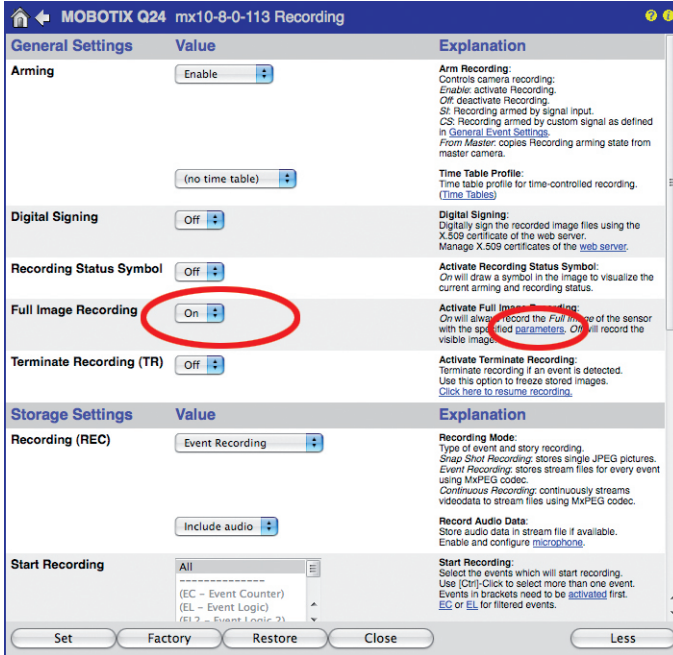 MOBOTIX Q24 mx10-8-0-113 Recording
General Settings Value Explanation
Arming
Enable
Arm Recording:
Controls camera recording:
Enable: activate Recording.
Off: deactivate Recording.
SI: Recording armed by signal input.
CS: Recording armed by custom signal as defined
in General Event Settings.
From Master: copies Recording arming state from
master camera.
(no time table)
Time Table Profile:
Time table profile for time-controlled recording.
(Time Tables)
Digital Signing
Off
Digital Signing:
Digitally sign the recorded image files using the
X.509 certificate of the web server.
Manage X.509 certificates of the web server.
Recording Status Symbol
Off
Activate Recording Status Symbol:
On will draw a symbol in the image to visualize the
current arming and recording status.
Full Image Recording
On
Activate Full Image Recording:
On will always record the Full Image of the sensor
with the specified parameters. Off will record the
visible image.
Terminate Recording (TR)
Off
Activate Terminate Recording:
Terminate recording if an event is detected.
Use this option to freeze stored images.
Click here to resume recording.
Storage Settings Value Explanation
Recording (REC)
Event Recording
Recording Mode:
Type of event and story recording.
Snap Shot Recording: stores single JPEG pictures.
Event Recording: stores stream files for every event
using MxPEG codec.
Continuous Recording: continuously streams
videodata to stream files using MxPEG codec.
Include audio
Record Audio Data:
Store audio data in stream file if available.
Enable and configure microphone.
Start Recording
All
--------------
(EC – Event Counter)
(EL – Event Logic)
(EL2 – Event Logic 2)
Start Recording:
Select the events which will start recording.
Use [Ctrl]-Click to select more than one event.
Events in brackets need to be activated first.
EC or EL for filtered events.
Set Factory Restore Close Less